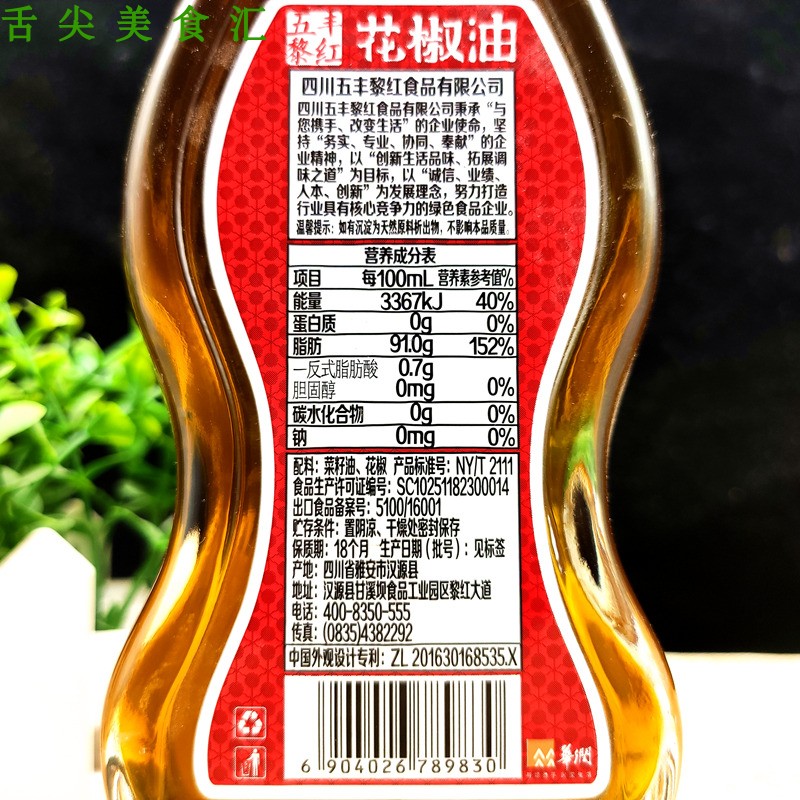 舌尖美食汇
五丰
黎红
花椒油
四川五丰黎红食品有限公司
四川五丰黎红食品有限公司秉承“与
您携手、改变生活”的企业使命，坚
持“务实、专业、协同、奉献”的企
业精神，以“创新生活品味、拓展调
味之道”为目标，以“诚信、业绩、
人本、创新”为发展理念，努力打造
行业具有核心竞争力的绿色食品企业。
温馨提示：如有沉淀为天然原料析出物，不影响本品质量。
营养成分表
项目 每100mL 营养素参考值%
能量 3367kJ 40%
蛋白质 0g 0%
脂肪 91.0g 152%
—反式脂肪酸 0.7g
胆固醇 0mg 0%
碳水化合物 0g 0%
钠 0mg 0%
配料：菜籽油、花椒 产品标准号：NY/T 2111
食品生产许可证编号：SC10251182300014
出口食品备案号：5100/16001
贮存条件：置阴凉、干燥处密封保存
保质期：18个月 生产日期（批号）：见标签
产地：四川省雅安市汉源县
地址：汉源县甘溪坝食品工业园区黎红大道
电话：400-8350-555
传真：(0835)4382292
中国外观设计专利：ZL 201630168535.X
6 904026 789830
华润